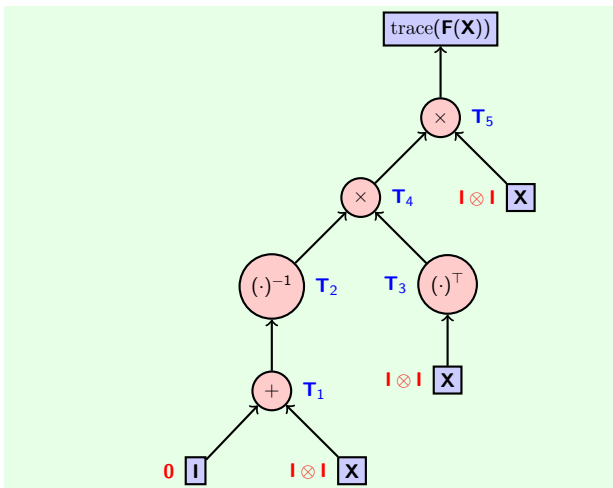 trace(𝗙(𝗫))
× 𝗧₅
× 𝗧₄ 𝗜 ⊗ 𝗜 𝗫
(·)⁻¹ 𝗧₂ 𝗧₃ (·)⊤
𝗜 ⊗ 𝗜 𝗫
+ 𝗧₁
𝟬 𝗜 𝗜 ⊗ 𝗜 𝗫